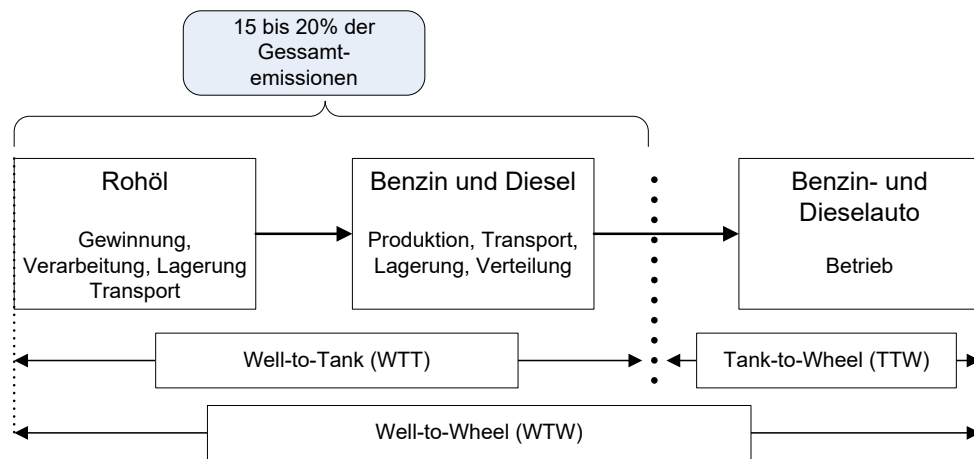 15 bis 20% der
Gessamt-
emissionen
Rohöl
Gewinnung,
Verarbeitung, Lagerung
Transport
Benzin und Diesel
Produktion, Transport,
Lagerung, Verteilung
Benzin- und
Dieselauto
Betrieb
Well-to-Tank (WTT)
Tank-to-Wheel (TTW)
Well-to-Wheel (WTW)